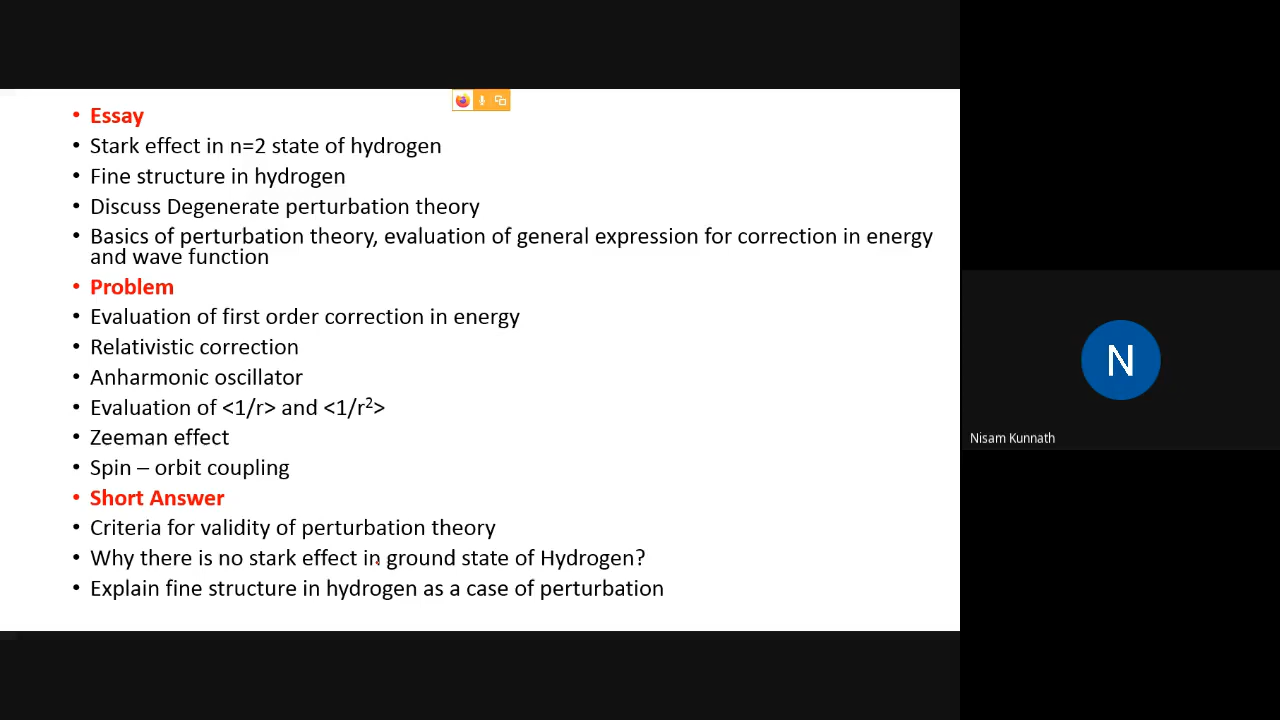 • Essay
• Stark effect in n=2 state of hydrogen
• Fine structure in hydrogen
• Discuss Degenerate perturbation theory
• Basics of perturbation theory, evaluation of general expression for correction in energy
and wave function
• Problem
• Evaluation of first order correction in energy
• Relativistic correction
• Anharmonic oscillator
• Evaluation of <1/r> and <1/r²>
• Zeeman effect
• Spin – orbit coupling
• Short Answer
• Criteria for validity of perturbation theory
• Why there is no stark effect in ground state of Hydrogen?
• Explain fine structure in hydrogen as a case of perturbation
N
Nisam Kunnath